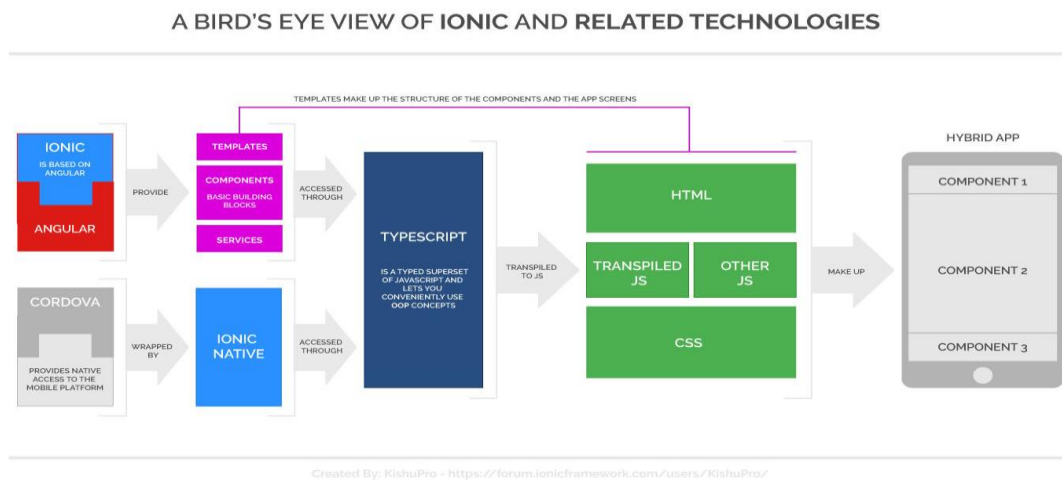 A BIRD'S EYE VIEW OF IONIC AND RELATED TECHNOLOGIES
TEMPLATES MAKE UP THE STRUCTURE OF THE COMPONENTS AND THE APP SCREENS
IONIC
IS BASED ON
ANGULAR
ANGULAR
PROVIDE
TEMPLATES
COMPONENTS
BASIC BUILDING
BLOCKS
SERVICES
ACCESSED
THROUGH
CORDOVA
PROVIDES NATIVE
ACCESS TO THE
MOBILE PLATFORM
WRAPPED
BY
IONIC
NATIVE
ACCESSED
THROUGH
TYPESCRIPT
IS A TYPED SUPERSET
OF JAVASCRIPT AND
LETS YOU
CONVENIENTLY USE
OOP CONCEPTS
TRANSPILED
TO JS
HTML
TRANSPILED
JS
OTHER
JS
CSS
MAKE UP
HYBRID APP
COMPONENT 1
COMPONENT 2
COMPONENT 3
Created By: KishuPro - https://forum.ionicframework.com/users/KishuPro/